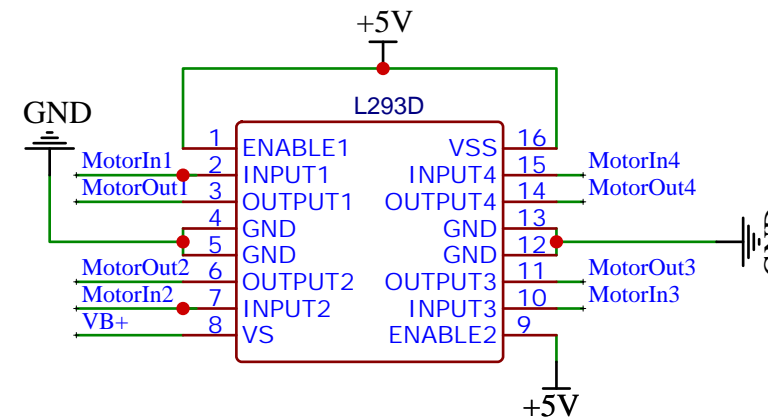 +5V
L293D
GND
1 ENABLE1 VSS 16
MotorIn1 2 INPUT1 INPUT4 15 MotorIn4
MotorOut1 3 OUTPUT1 OUTPUT4 14 MotorOut4
4 GND GND 13
5 GND GND 12 GND
MotorOut2 6 OUTPUT2 OUTPUT3 11 MotorOut3
MotorIn2 7 INPUT2 INPUT3 10 MotorIn3
VB+ 8 VS ENABLE2 9
+5V